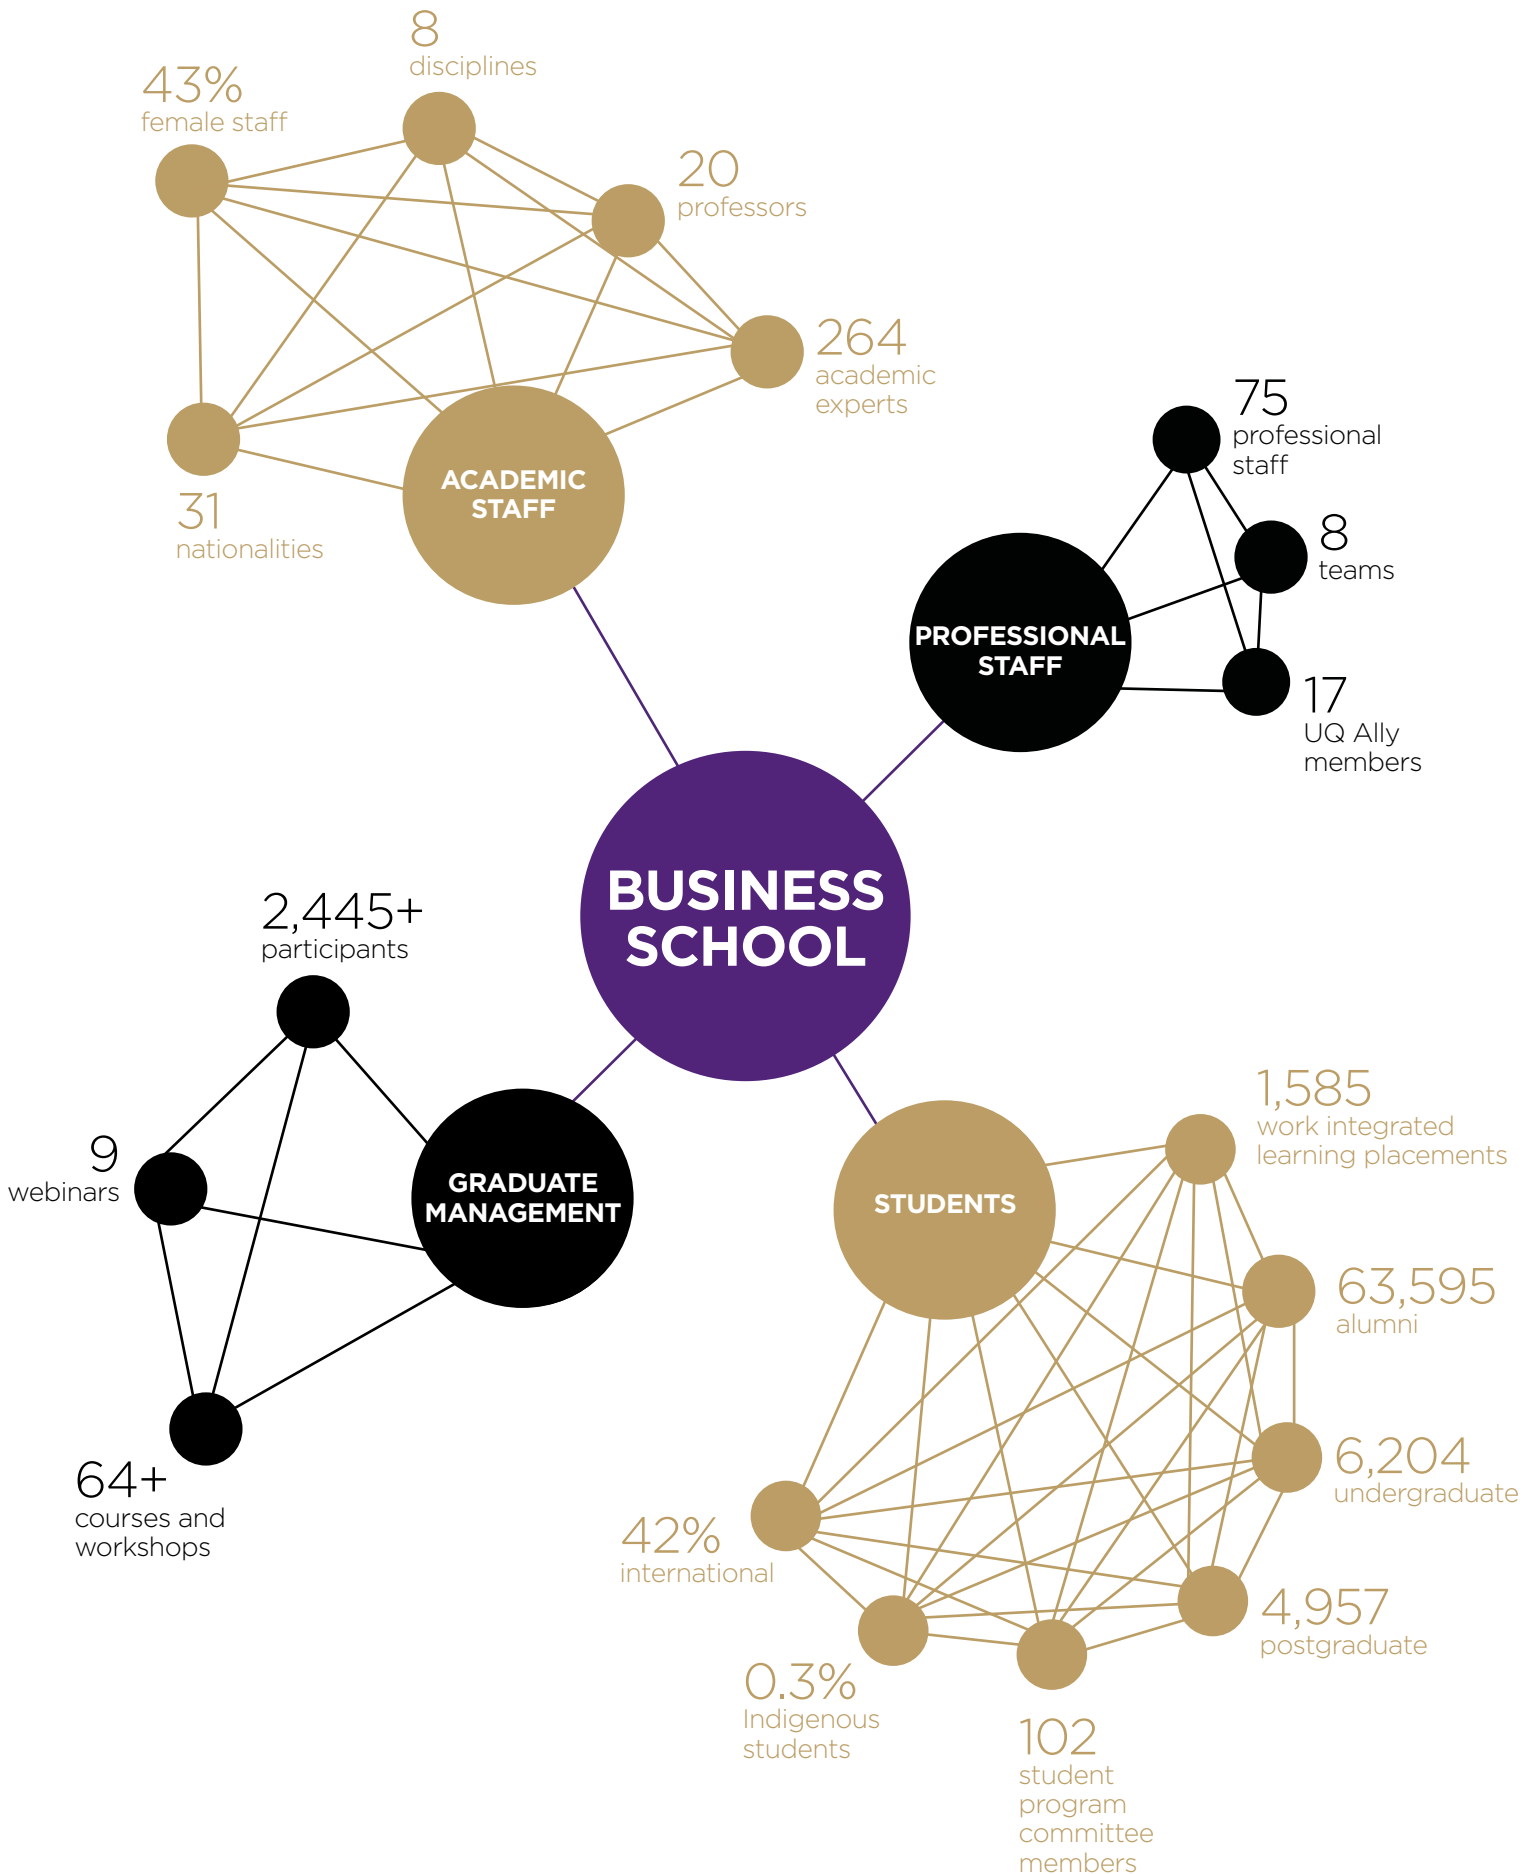 8
disciplines
43%
female staff
20
professors
264
academic
experts
31
nationalities
ACADEMIC
STAFF
75
professional
staff
8
teams
17
UQ Ally
members
PROFESSIONAL
STAFF
BUSINESS
SCHOOL
2,445+
participants
9
webinars
64+
courses and
workshops
GRADUATE
MANAGEMENT
STUDENTS
1,585
work integrated
learning placements
63,595
alumni
6,204
undergraduate
4,957
postgraduate
102
student
program
committee
members
0.3%
Indigenous
students
42%
international